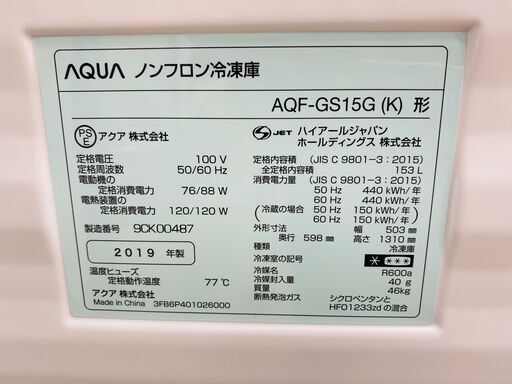 AQUA ノンフロン冷凍庫
AQF-GS15G (K) 形
PS E アクア 株式会社
定格電圧 100 V
定格周波数 50/60 Hz
電動機の
定格消費電力 76/88 W
電熱装置の
定格消費電力 120/120 W
製造番号 9CK00487
2019 年製
温度ヒューズ
定格動作温度 77℃
アクア 株式会社
Made in China 3FB6P401026000
JET ハイアールジャパン
ホールディングス 株式会社
定格内容積 (JIS C 9801-3 : 2015)
全定格内容積 153 L
消費電力量 (JIS C 9801-3 : 2015)
50 Hz 440 kWh/年
60 Hz 440 kWh/年
(冷蔵の場合 50 Hz 150 kWh/年)
60 Hz 150 kWh/年
外形寸法 幅 503 mm
奥行 598 mm 高さ 1310 mm
種類 冷凍庫
冷凍室の記号 * ***
冷媒名 R600a
冷媒封入量 40 g
質量 46kg
断熱発泡ガス シクロペンタンと
HFO1233zd の混合